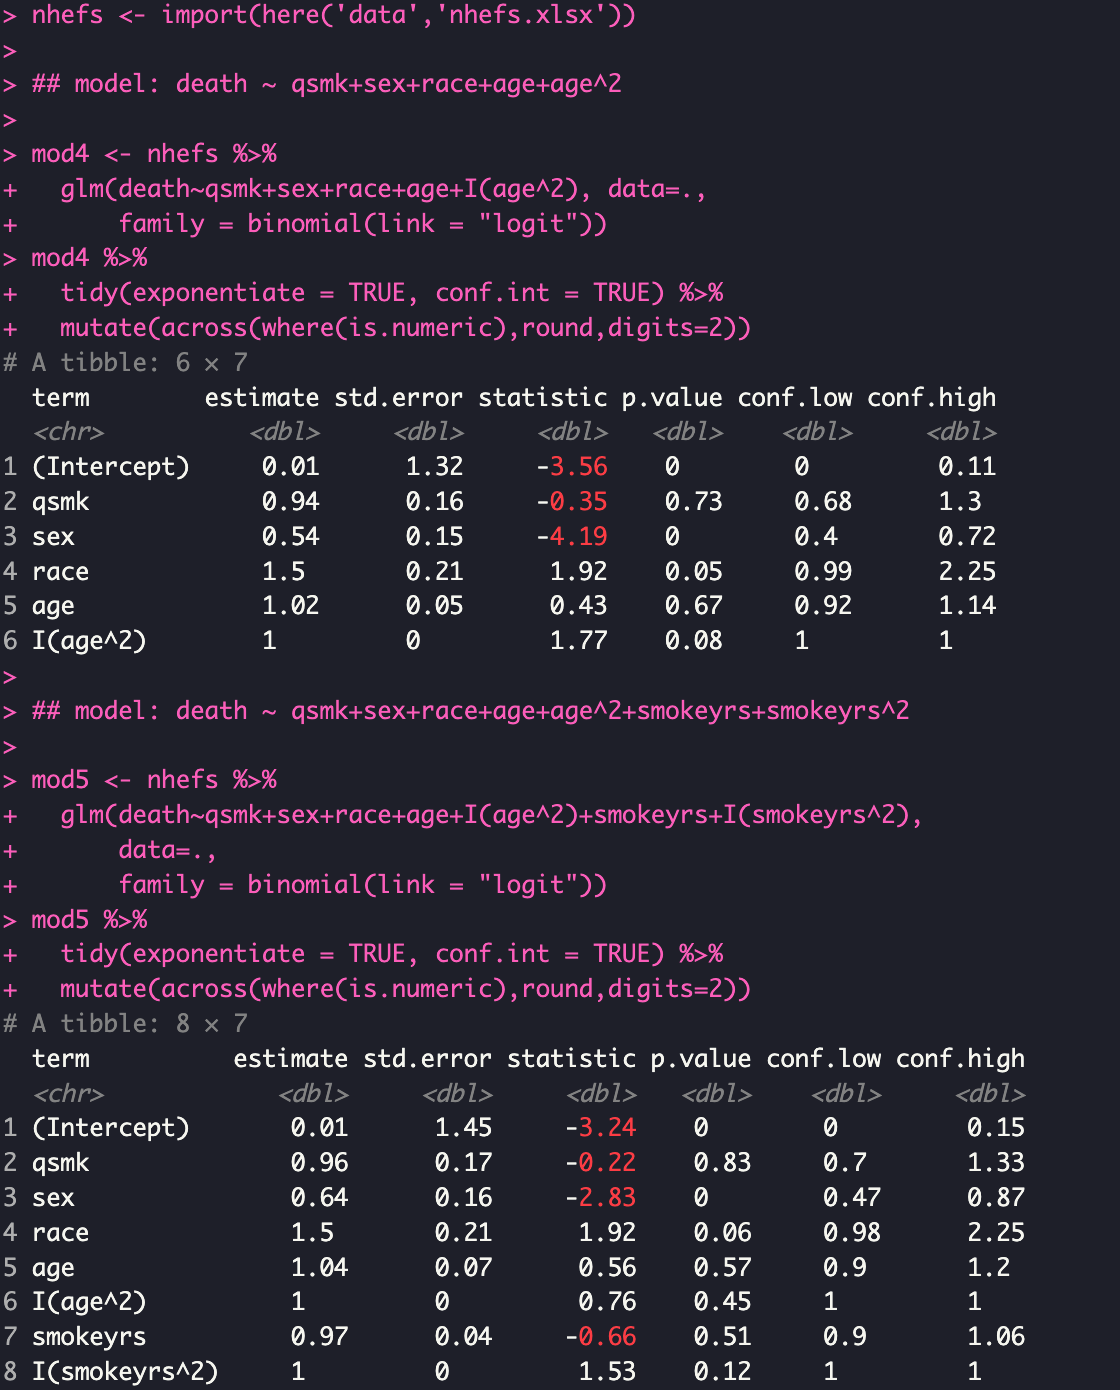 > nhefs <- import(here('data','nhefs.xlsx'))
>
> ## model: death ~ qsmk+sex+race+age+age^2
>
> mod4 <- nhefs %>%
+   glm(death~qsmk+sex+race+age+I(age^2), data=.,
+       family = binomial(link = "logit"))
> mod4 %>%
+   tidy(exponentiate = TRUE, conf.int = TRUE) %>%
+   mutate(across(where(is.numeric),round,digits=2))
# A tibble: 6 × 7
  term        estimate std.error statistic p.value conf.low conf.high
  <chr>          <dbl>     <dbl>     <dbl>   <dbl>    <dbl>     <dbl>
1 (Intercept)     0.01      1.32     -3.56    0        0         0.11
2 qsmk            0.94      0.16     -0.35    0.73     0.68      1.3
3 sex             0.54      0.15     -4.19    0        0.4       0.72
4 race            1.5       0.21      1.92    0.05     0.99      2.25
5 age             1.02      0.05      0.43    0.67     0.92      1.14
6 I(age^2)        1         0         1.77    0.08     1         1
>
> ## model: death ~ qsmk+sex+race+age+age^2+smokeyrs+smokeyrs^2
>
> mod5 <- nhefs %>%
+   glm(death~qsmk+sex+race+age+I(age^2)+smokeyrs+I(smokeyrs^2),
+       data=.,
+       family = binomial(link = "logit"))
> mod5 %>%
+   tidy(exponentiate = TRUE, conf.int = TRUE) %>%
+   mutate(across(where(is.numeric),round,digits=2))
# A tibble: 8 × 7
  term          estimate std.error statistic p.value conf.low conf.high
  <chr>            <dbl>     <dbl>     <dbl>   <dbl>    <dbl>     <dbl>
1 (Intercept)       0.01      1.45     -3.24    0        0         0.15
2 qsmk              0.96      0.17     -0.22    0.83     0.7       1.33
3 sex               0.64      0.16     -2.83    0        0.47      0.87
4 race              1.5       0.21      1.92    0.06     0.98      2.25
5 age               1.04      0.07      0.56    0.57     0.9       1.2
6 I(age^2)          1         0         0.76    0.45     1         1
7 smokeyrs          0.97      0.04     -0.66    0.51     0.9       1.06
8 I(smokeyrs^2)     1         0         1.53    0.12     1         1